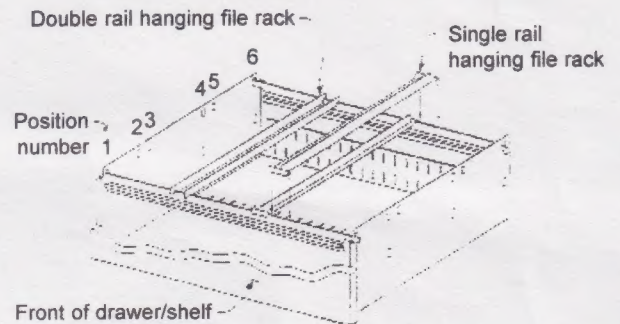 Double rail hanging file rack
Single rail
hanging file rack
6
5
4
3
2
Position
number 1
Front of drawer/shelf